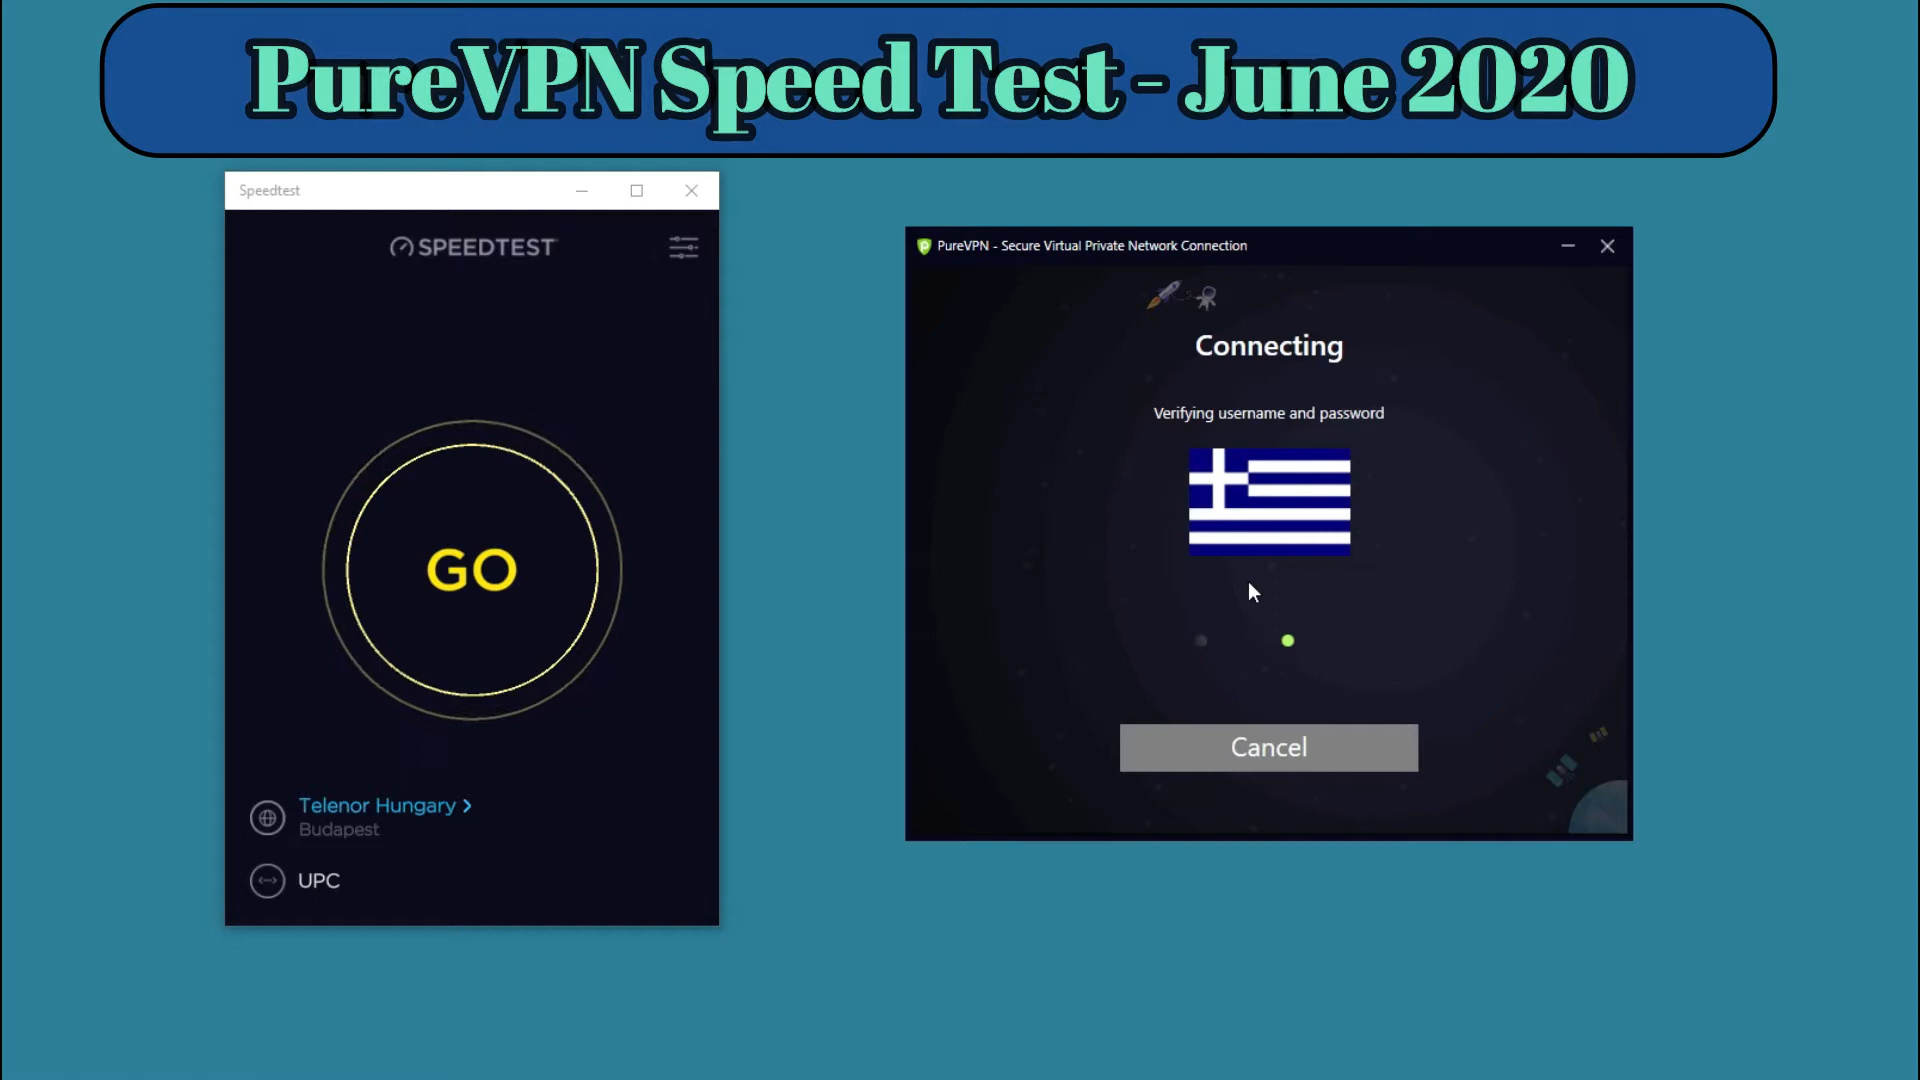 PureVPN Speed Test - June 2020
Speedtest
SPEEDTEST
GO
Telenor Hungary
Budapest
UPC
PureVPN - Secure Virtual Private Network Connection
Connecting
Verifying username and password
Cancel